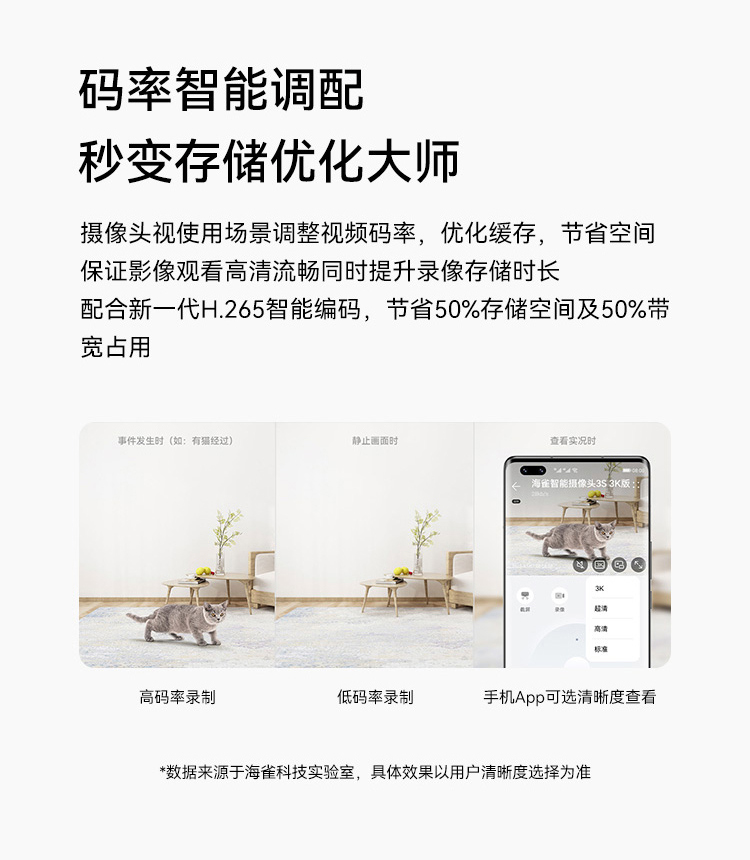 码率智能调配
秒变存储优化大师
摄像头视使用场景调整视频码率，优化缓存，节省空间
保证影像观看高清流畅同时提升录像存储时长
配合新一代H.265智能编码，节省50%存储空间及50%带
宽占用
事件发生时（如：有猫经过）
静止画面时
查看实况时
08:00
海雀智能摄像头3S 3K版
截屏
录像
3K
超清
高清
标准
高码率录制
低码率录制
手机App可选清晰度查看
*数据来源于海雀科技实验室，具体效果以用户清晰度选择为准